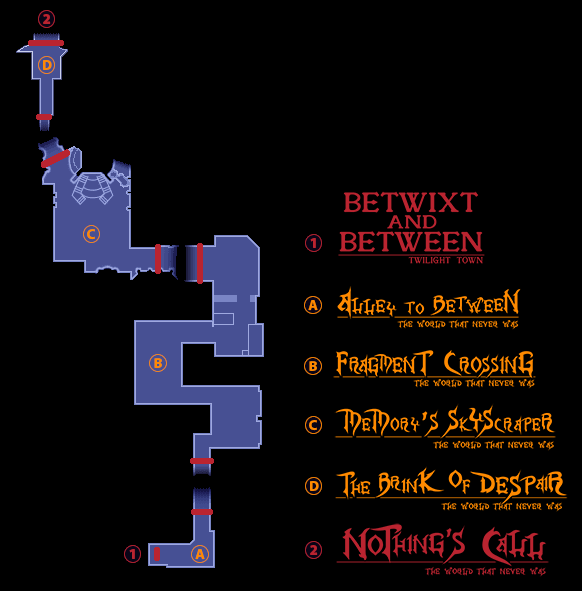 2
D
C
B
1 A
BETWIXT
AND
1 BETWEEN
TWILIGHT TOWN
A Alley to Between
The World That Never Was
B Fragment Crossing
The World That Never Was
C Memory's Skyscraper
The World That Never Was
D The Brink Of Despair
The World That Never Was
2 Nothing's Call
The World That Never Was